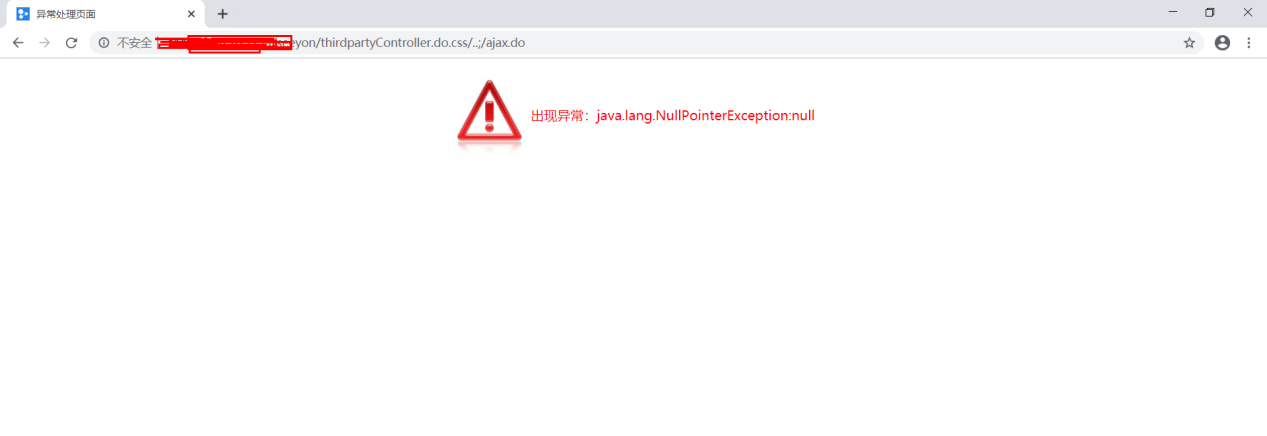 异常处理页面
不安全 eeyon/thirdpartyController.do.css/..;/ajax.do
出现异常：java.lang.NullPointerException:null